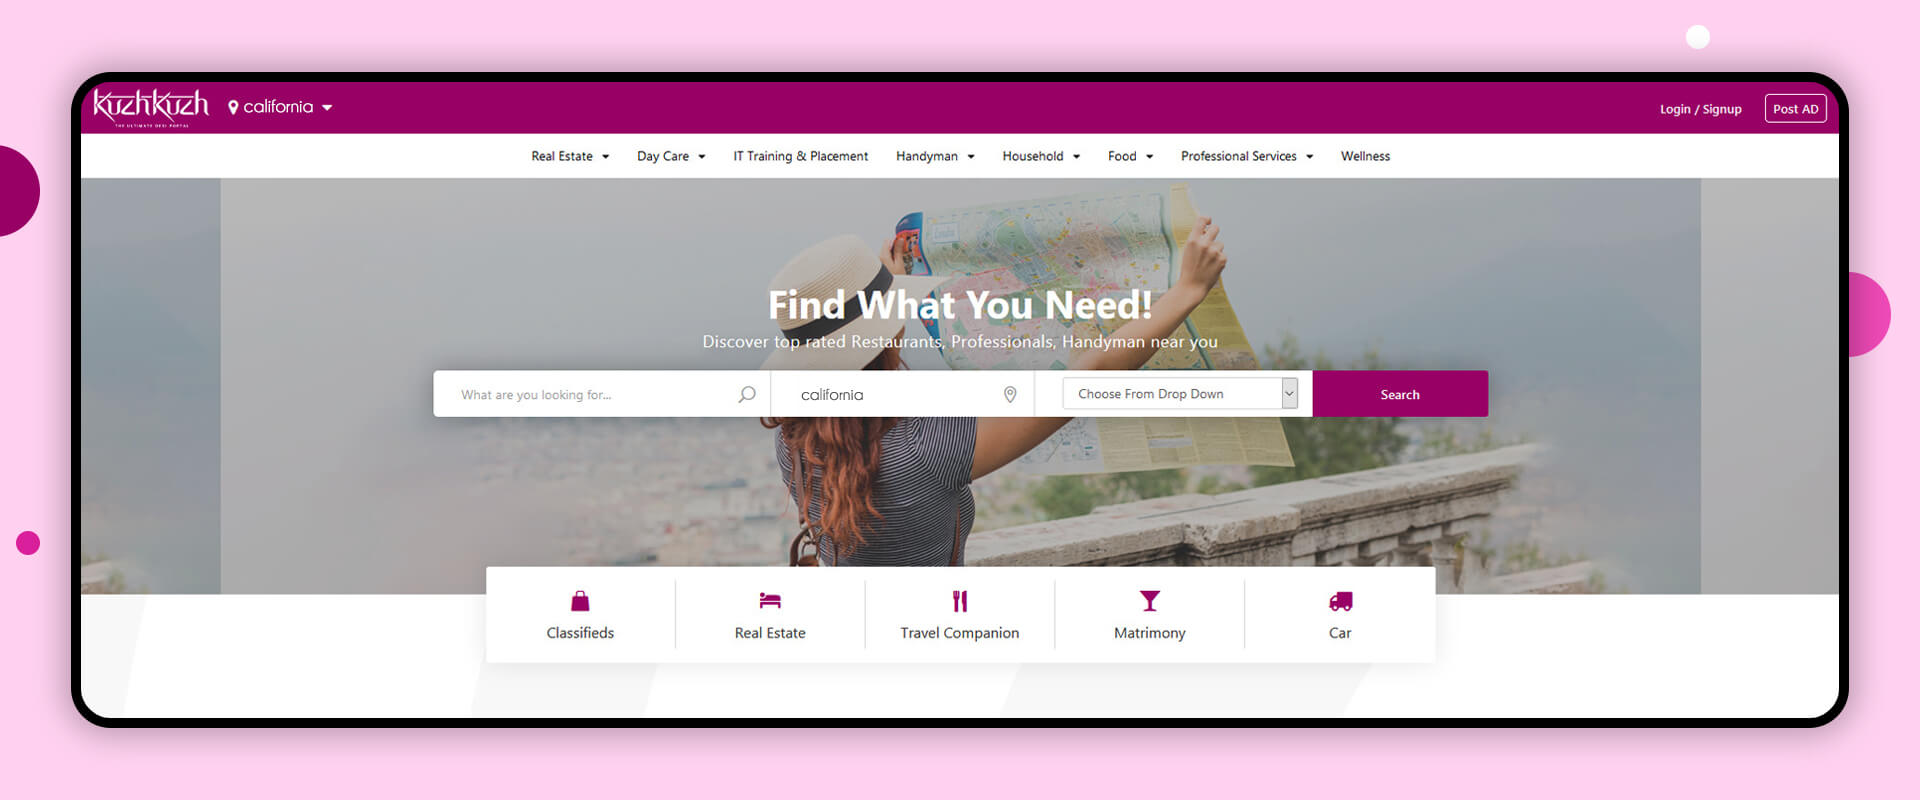 KuzhKuzh
THE ULTIMATE DESI PORTAL
california
Login / Signup
Post AD
Real Estate
Day Care
IT Training & Placement
Handyman
Household
Food
Professional Services
Wellness
Find What You Need!
Discover top rated Restaurants, Professionals, Handyman near you
What are you looking for...
california
Choose From Drop Down
Search
Classifieds
Real Estate
Travel Companion
Matrimony
Car